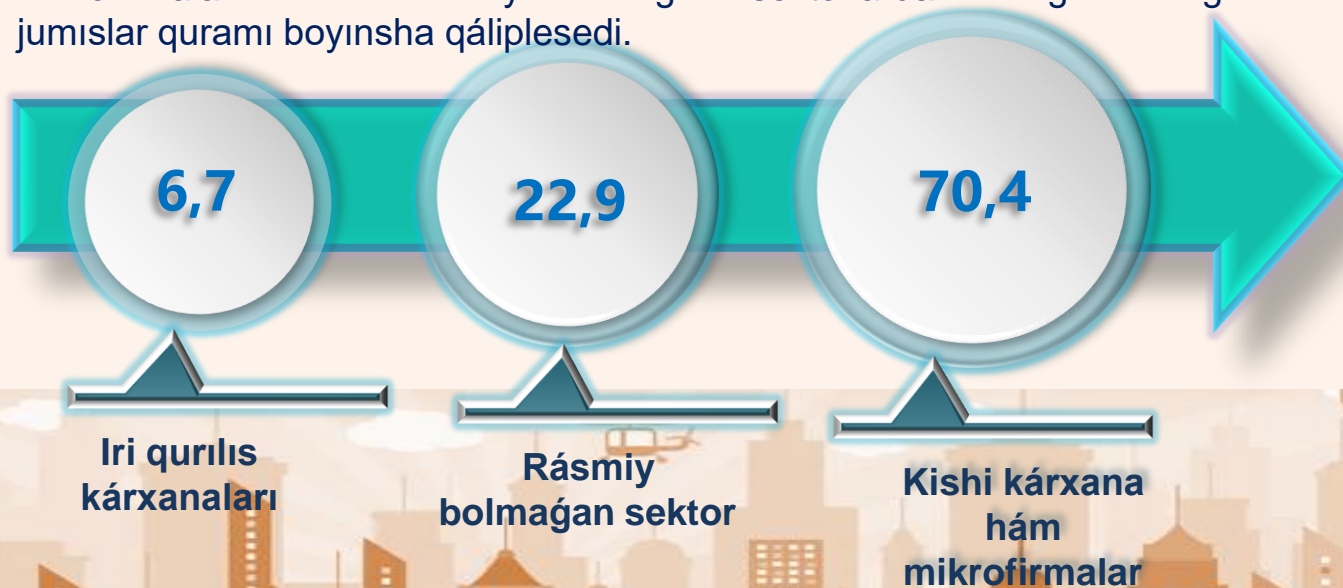 jumıslar quramı boyınsha qáliplesedi.
6,7
22,9
70,4
Iri qurılıs
kárxanaları
Rásmiy
bolmaǵan sektor
Kishi kárxana
hám
mikrofirmalar